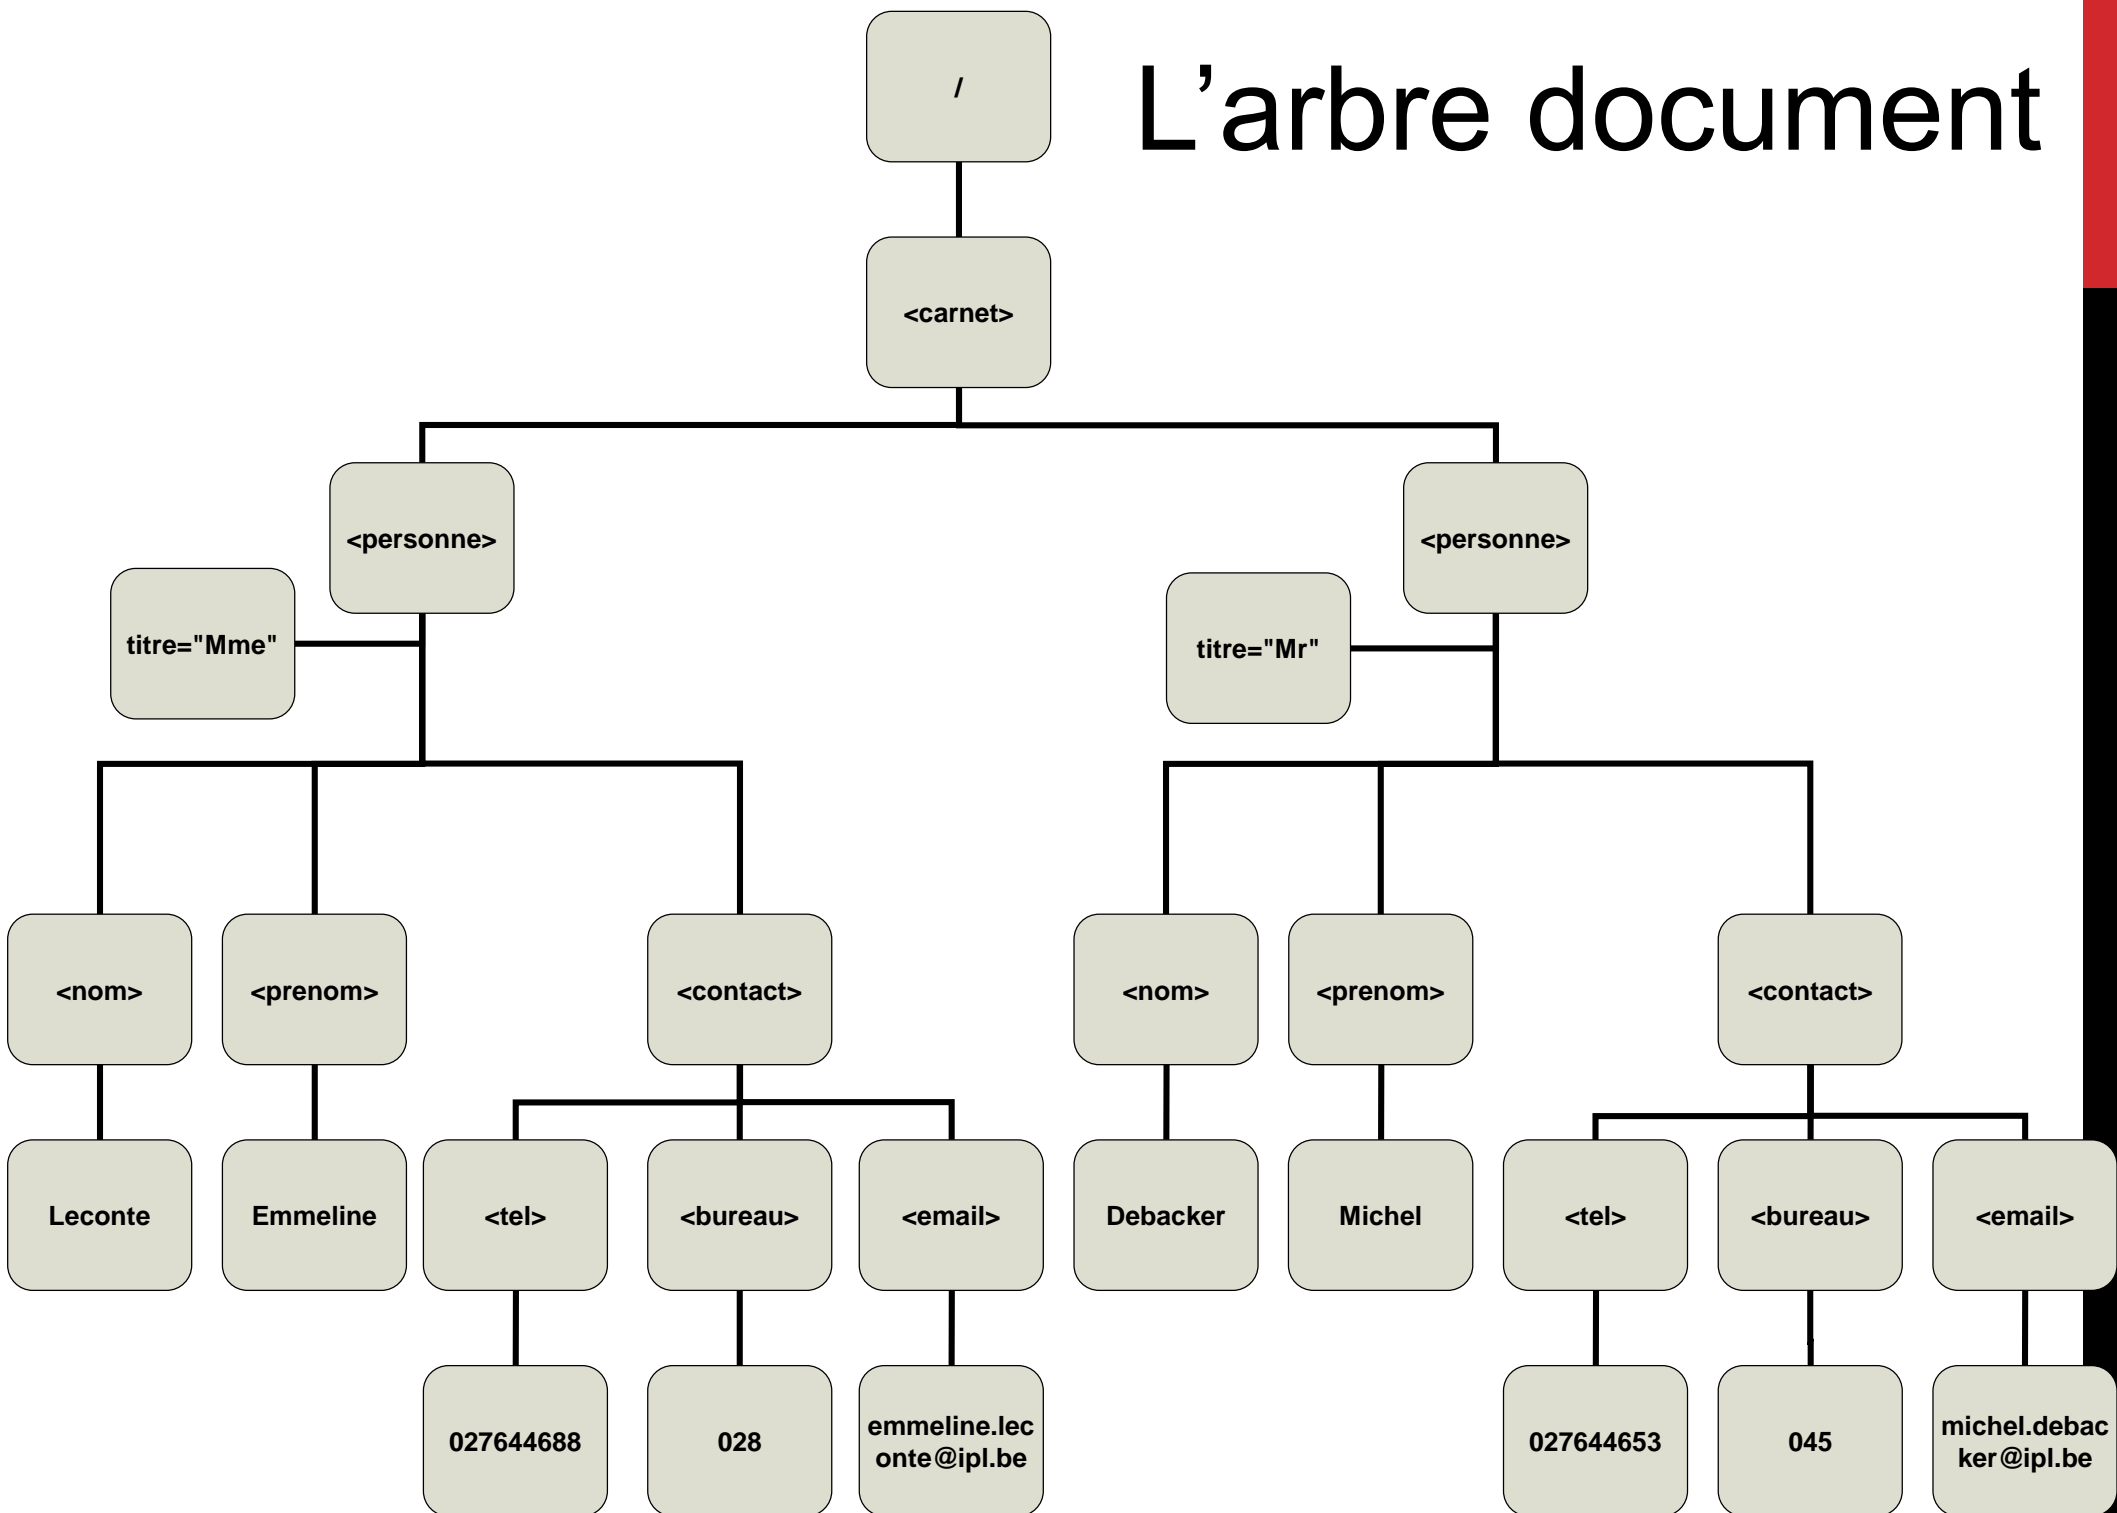 /
L’arbre document
<carnet>
<personne>
<personne>
titre="Mme"
titre="Mr"
<nom>
<prenom>
<contact>
<nom>
<prenom>
<contact>
Leconte
Emmeline
<tel>
<bureau>
<email>
Debacker
Michel
<tel>
<bureau>
<email>
027644688
028
emmeline.lec
onte@ipl.be
027644653
045
michel.debac
ker@ipl.be